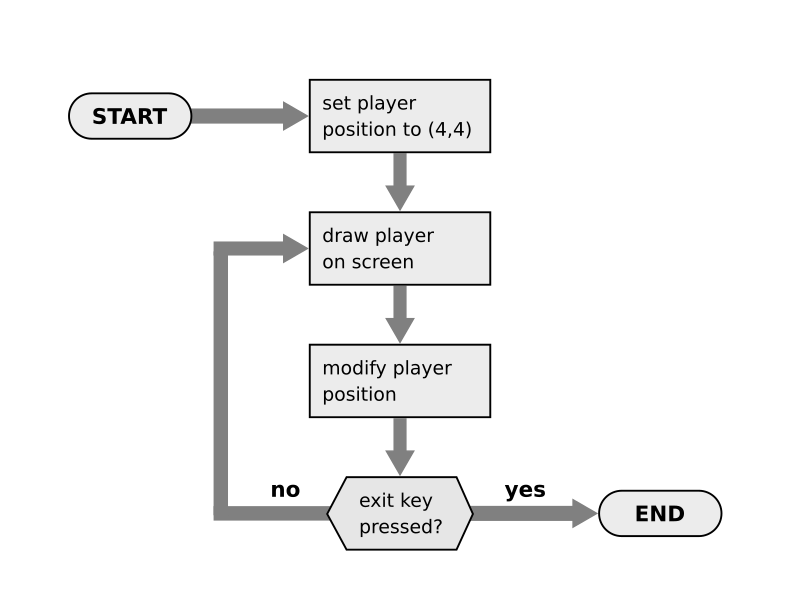 START
set player
position to (4,4)
draw player
on screen
modify player
position
no
yes
exit key
pressed?
END